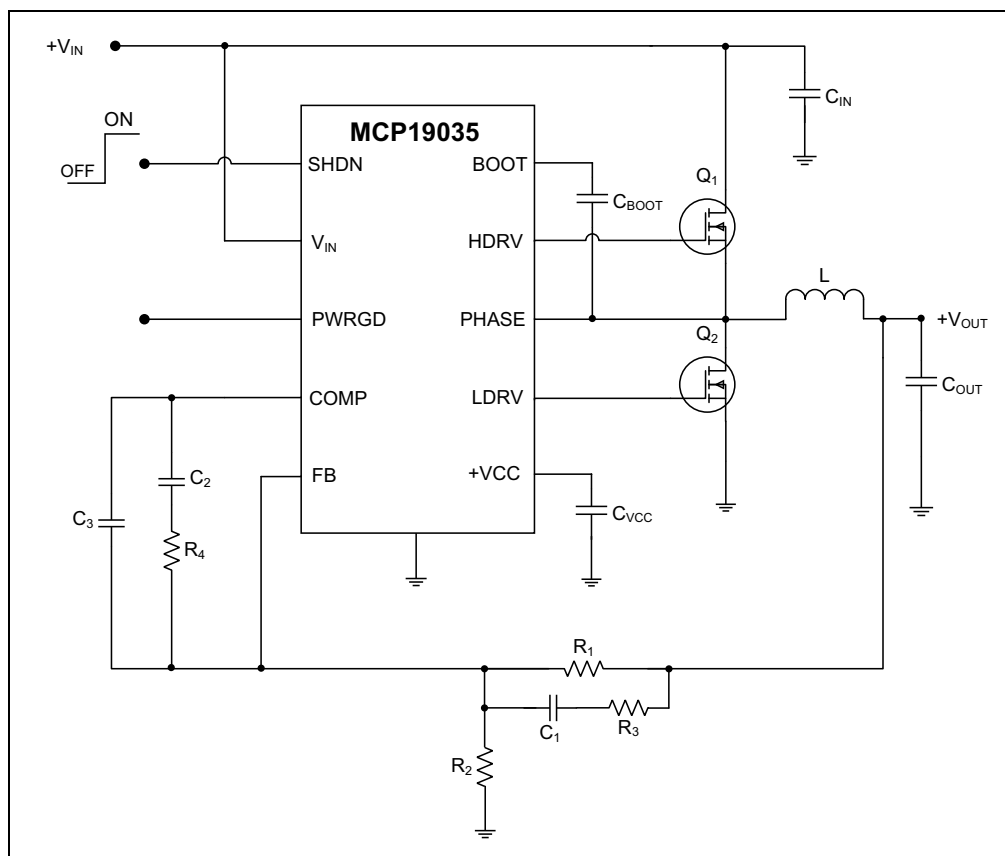 +VIN
CIN
ON
OFF
MCP19035
SHDN
BOOT
Q1
CBOOT
VIN
HDRV
L
PWRGD
PHASE
+VOUT
Q2
COUT
COMP
LDRV
C2
FB
+VCC
C3
CVCC
R4
R1
C1
R3
R2